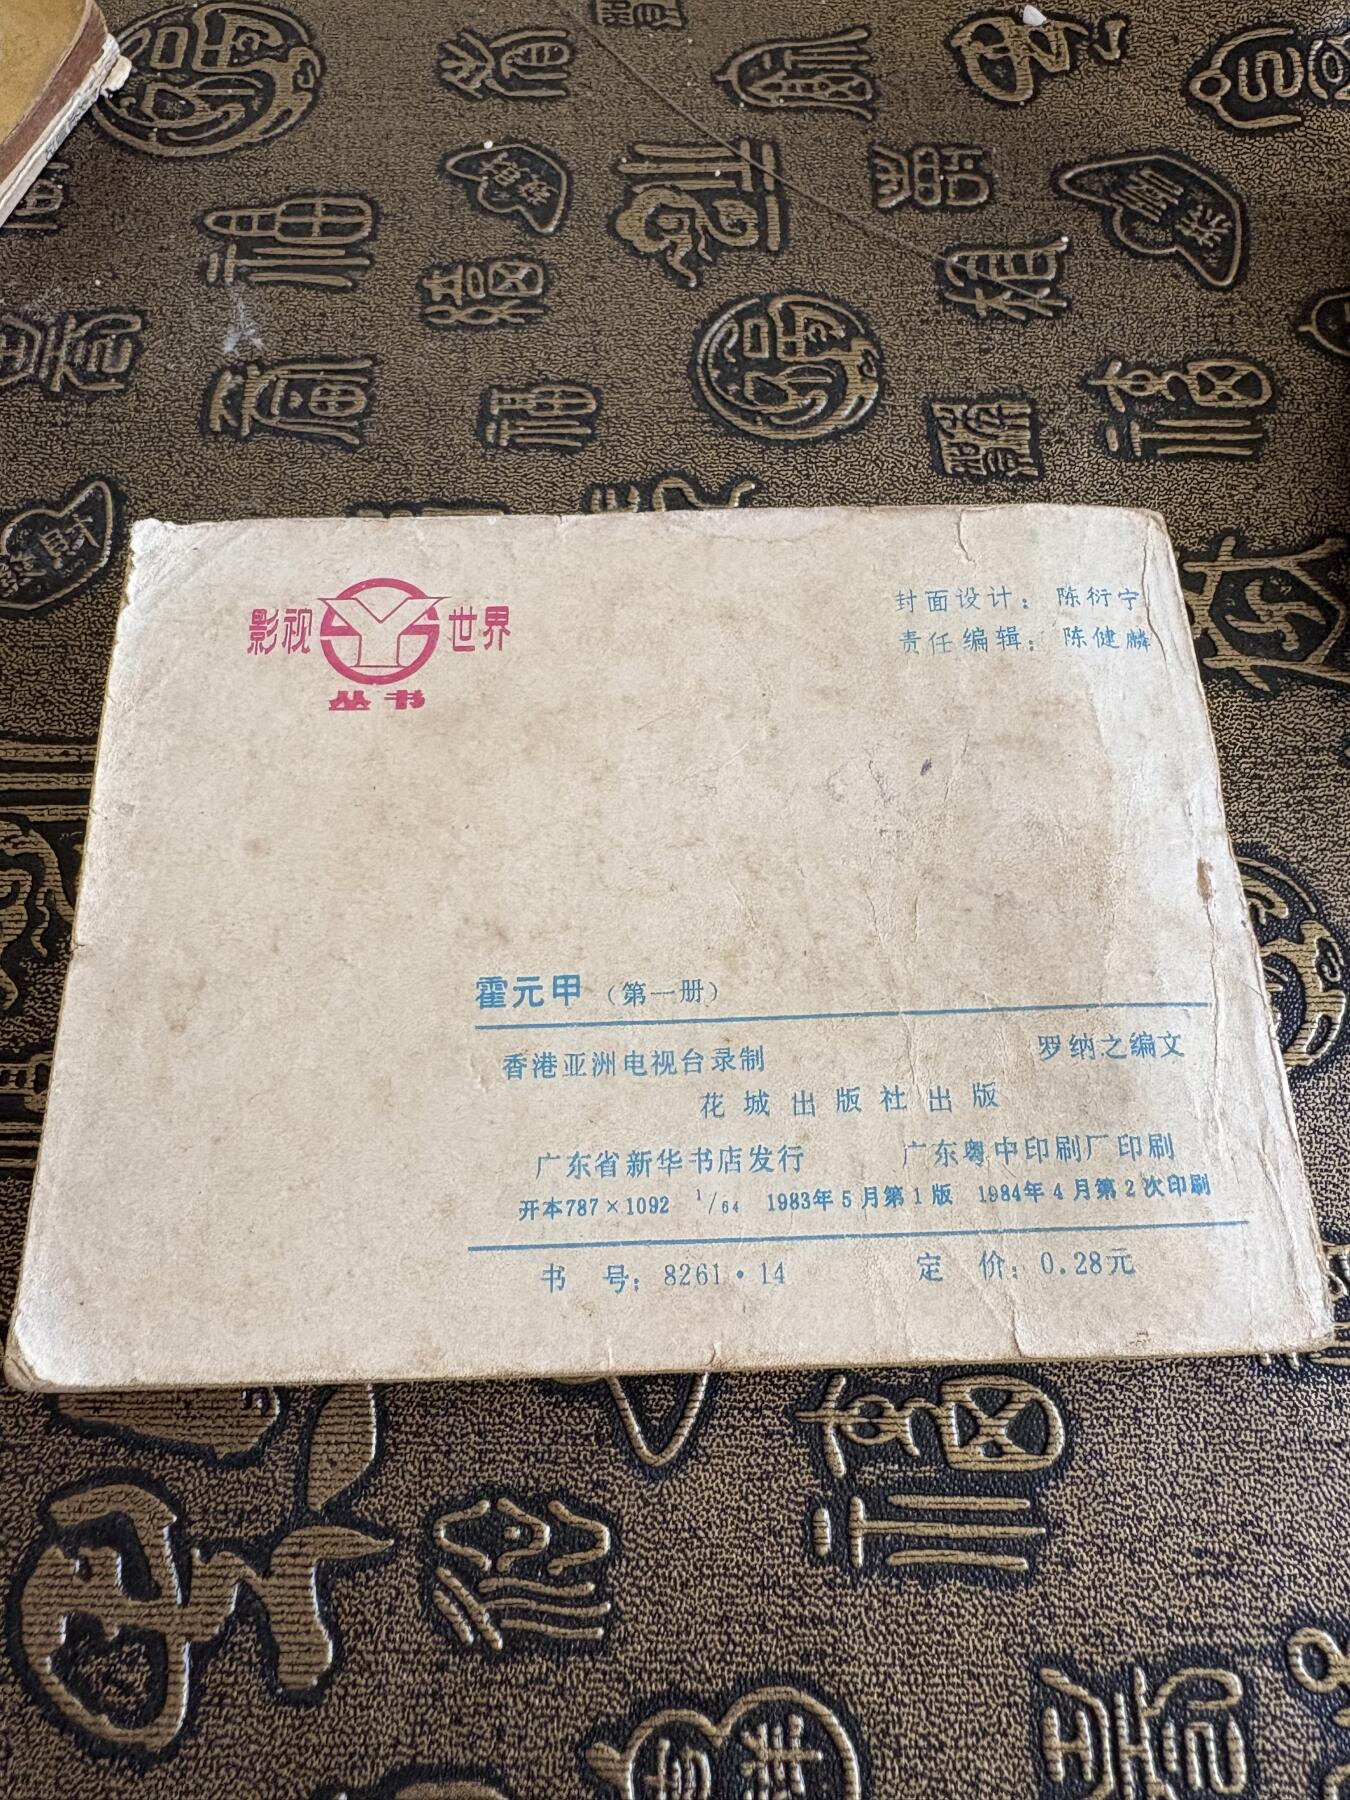 影视世界
丛书
封面设计：陈衍宁
责任编辑：陈健麟
霍元甲（第一册）
香港亚洲电视台录制 罗纳之编文
花城出版社出版
广东省新华书店发行 广东粤中印刷厂印刷
开本787×1092 1/64 1983年5月第1版 1984年4月第2次印刷
书 号：8261·14 定 价：0.28元